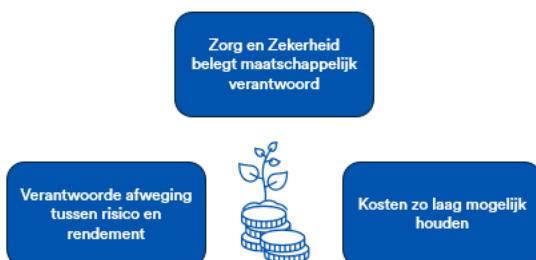 Zorg en Zekerheid
belegt maatschappelijk
verantwoord
Verantwoorde afweging
tussen risico en
rendement
Kosten zo laag mogelijk
houden